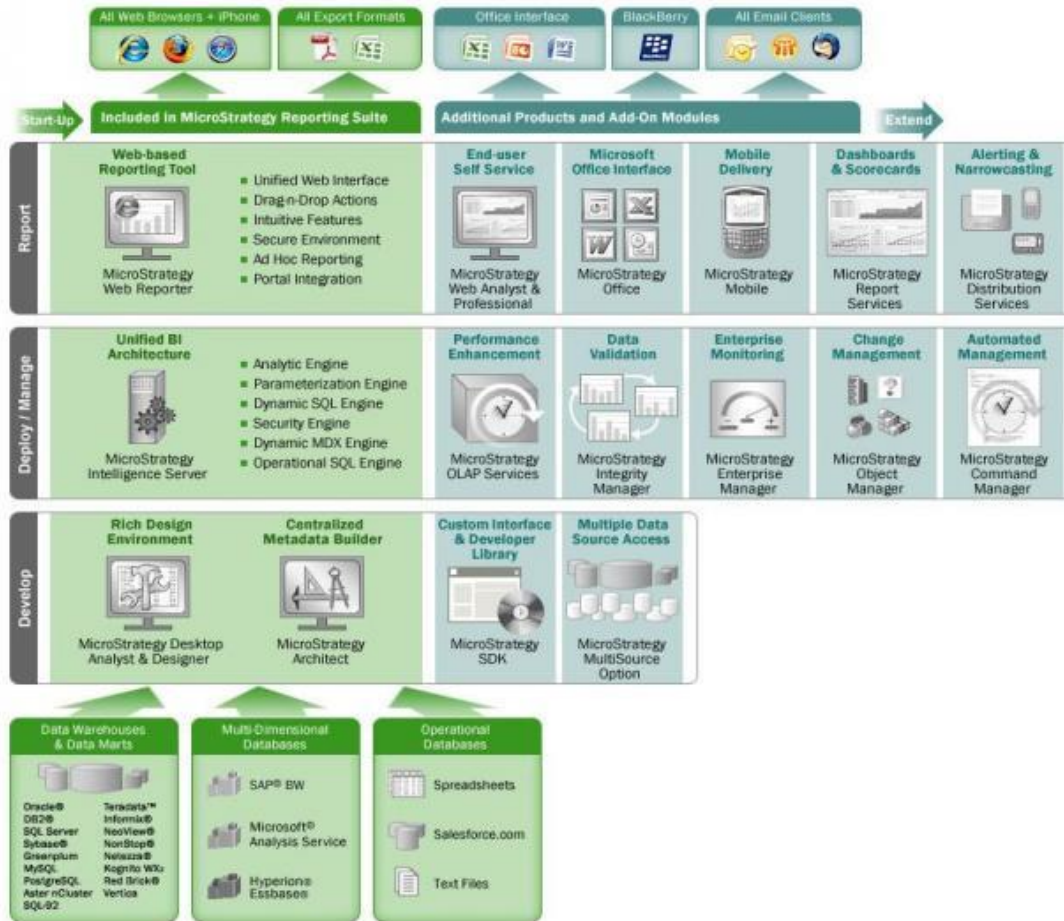 All Web Browsers + iPhone
All Export Formats
Office Interface
BlackBerry
All Email Clients
Start-Up
Included in MicroStrategy Reporting Suite
Additional Products and Add-On Modules
Extend
Report
Web-based
Reporting Tool
MicroStrategy
Web Reporter
Unified Web Interface
Drag-n-Drop Actions
Intuitive Features
Secure Environment
Ad Hoc Reporting
Portal Integration
End-user
Self Service
MicroStrategy
Web Analyst &
Professional
Microsoft
Office Interface
MicroStrategy
Office
Mobile
Delivery
MicroStrategy
Mobile
Dashboards
& Scorecards
MicroStrategy
Report
Services
Alerting &
Narrowcasting
MicroStrategy
Distribution
Services
Deploy / Manage
Unified BI
Architecture
MicroStrategy
Intelligence Server
Analytic Engine
Parameterization Engine
Dynamic SQL Engine
Security Engine
Dynamic MDX Engine
Operational SQL Engine
Performance
Enhancement
MicroStrategy
OLAP Services
Data
Validation
MicroStrategy
Integrity
Manager
Enterprise
Monitoring
MicroStrategy
Enterprise
Manager
Change
Management
MicroStrategy
Object
Manager
Automated
Management
MicroStrategy
Command
Manager
Develop
Rich Design
Environment
MicroStrategy Desktop
Analyst & Designer
Centralized
Metadata Builder
MicroStrategy
Architect
Custom Interface
& Developer
Library
MicroStrategy
SDK
Multiple Data
Source Access
MicroStrategy
MultiSource
Option
Data Warehouses
& Data Marts
Oracle®
DB2®
SQL Server
Sybase®
Greenplum
MySQL
PostgreSQL
Aster nCluster
SQL-92
Teradata™
Informix®
NeoView®
NonStop®
Netezza®
Kognito WX2
Red Brick®
Vertica
Multi-Dimensional
Databases
SAP® BW
Microsoft®
Analysis Service
Hyperion®
Essbase®
Operational
Databases
Spreadsheets
Salesforce.com
Text Files